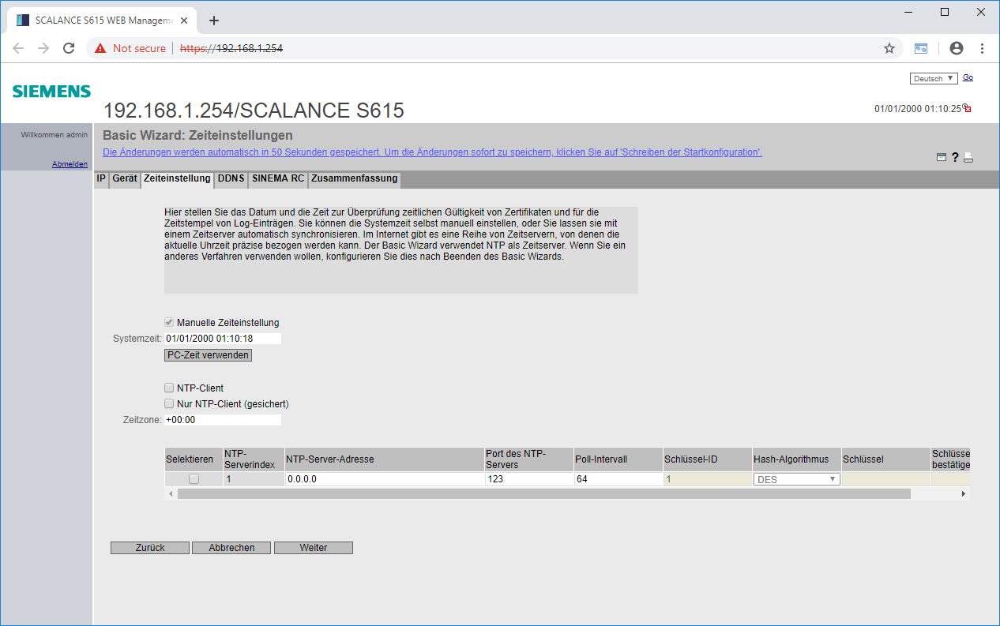 SCALANCE S615 WEB Manageme
Not secure
https://192.168.1.254
Deutsch
Go
SIEMENS
192.168.1.254/SCALANCE S615
01/01/2000 01:10:25
Willkommen admin
Abmelden
Basic Wizard: Zeiteinstellungen
Die Änderungen werden automatisch in 50 Sekunden gespeichert. Um die Änderungen sofort zu speichern, klicken Sie auf 'Schreiben der Startkonfiguration'.
?
IP Gerät Zeiteinstellung DDNS SINEMA RC Zusammenfassung
Hier stellen Sie das Datum und die Zeit zur Überprüfung zeitlichen Gültigkeit von Zertifikaten und für die
Zeitstempel von Log-Einträgen. Sie können die Systemzeit selbst manuell einstellen, oder Sie lassen sie mit
einem Zeitserver automatisch synchronisieren. Im Internet gibt es eine Reihe von Zeitservern, von denen die
aktuelle Uhrzeit präzise bezogen werden kann. Der Basic Wizard verwendet NTP als Zeitserver. Wenn Sie ein
anderes Verfahren verwenden wollen, konfigurieren Sie dies nach Beenden des Basic Wizards.
Manuelle Zeiteinstellung
Systemzeit: 01/01/2000 01:10:18
PC-Zeit verwenden
NTP-Client
Nur NTP-Client (gesichert)
Zeitzone: +00:00
Selektieren NTP-Serverindex NTP-Server-Adresse Port des NTP-Servers Poll-Intervall Schlüssel-ID Hash-Algorithmus Schlüssel Schlüsse bestätige
1 0.0.0.0 123 64 1 DES
Zurück Abbrechen Weiter